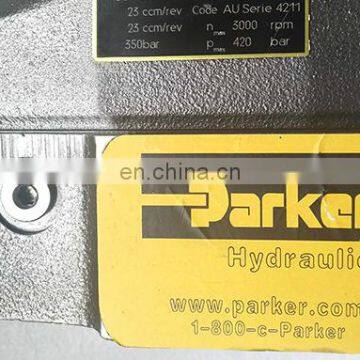 23 ccm/rev Code AU Serie 4211
23 ccm/rev n max 3000 rpm
350bar p max 420 bar
en.china.cn
Parker
Hydraulic
www.parker.com
1-800-c-Parker